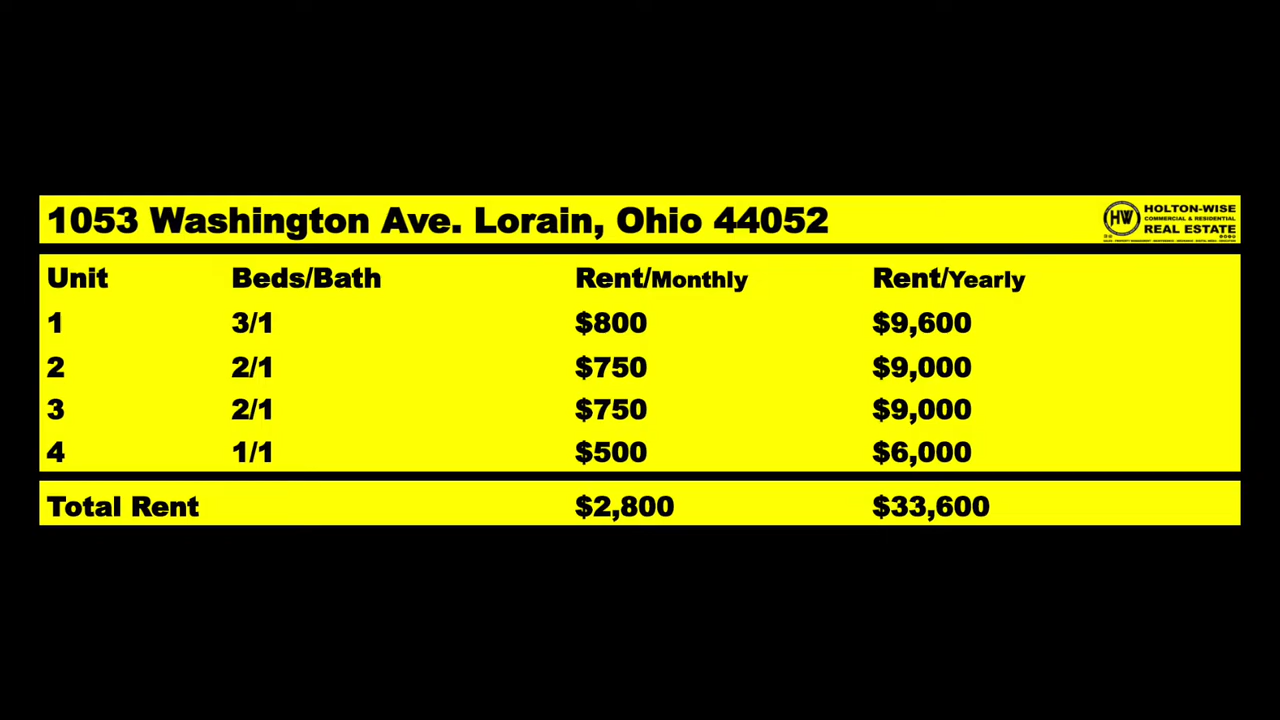 1053 Washington Ave. Lorain, Ohio 44052
HW
HOLTON-WISE
COMMERCIAL & RESIDENTIAL
REAL ESTATE
Unit Beds/Bath Rent/Monthly Rent/Yearly
1 3/1 $800 $9,600
2 2/1 $750 $9,000
3 2/1 $750 $9,000
4 1/1 $500 $6,000
Total Rent $2,800 $33,600